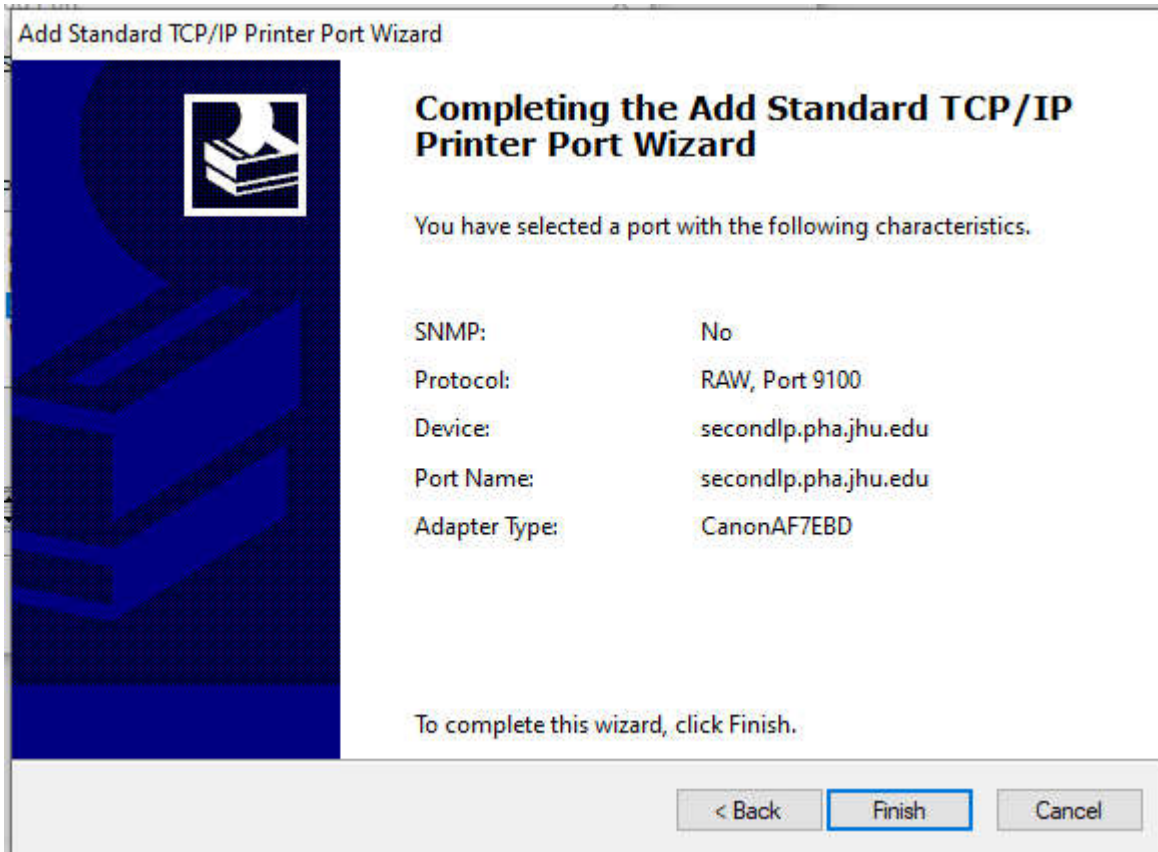 Add Standard TCP/IP Printer Port Wizard
Completing the Add Standard TCP/IP
Printer Port Wizard
You have selected a port with the following characteristics.
SNMP: No
Protocol: RAW, Port 9100
Device: secondlp.pha.jhu.edu
Port Name: secondlp.pha.jhu.edu
Adapter Type: CanonAF7EBD
To complete this wizard, click Finish.
< Back Finish Cancel